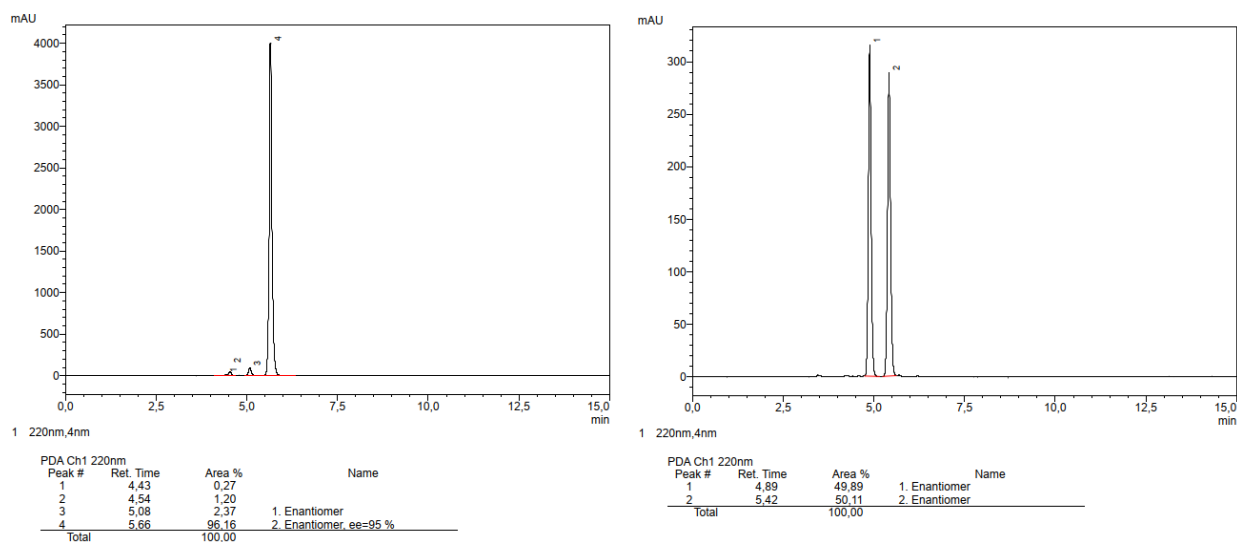 mAU
4000
3500
3000
2500
2000
1500
1000
500
0
4
1
2
3
0,0 2,5 5,0 7,5 10,0 12,5 15,0
min
1 220nm,4nm
PDA Ch1 220nm
Peak # Ret. Time Area % Name
1 4,43 0,27
2 4,54 1,20
3 5,08 2,37 1. Enantiomer
4 5,66 96,16 2. Enantiomer, ee=95 %
Total 100,00
mAU
300
250
200
150
100
50
0
1
2
0,0 2,5 5,0 7,5 10,0 12,5 15,0
min
1 220nm,4nm
PDA Ch1 220nm
Peak # Ret. Time Area % Name
1 4,89 49,89 1. Enantiomer
2 5,42 50,11 2. Enantiomer
Total 100,00